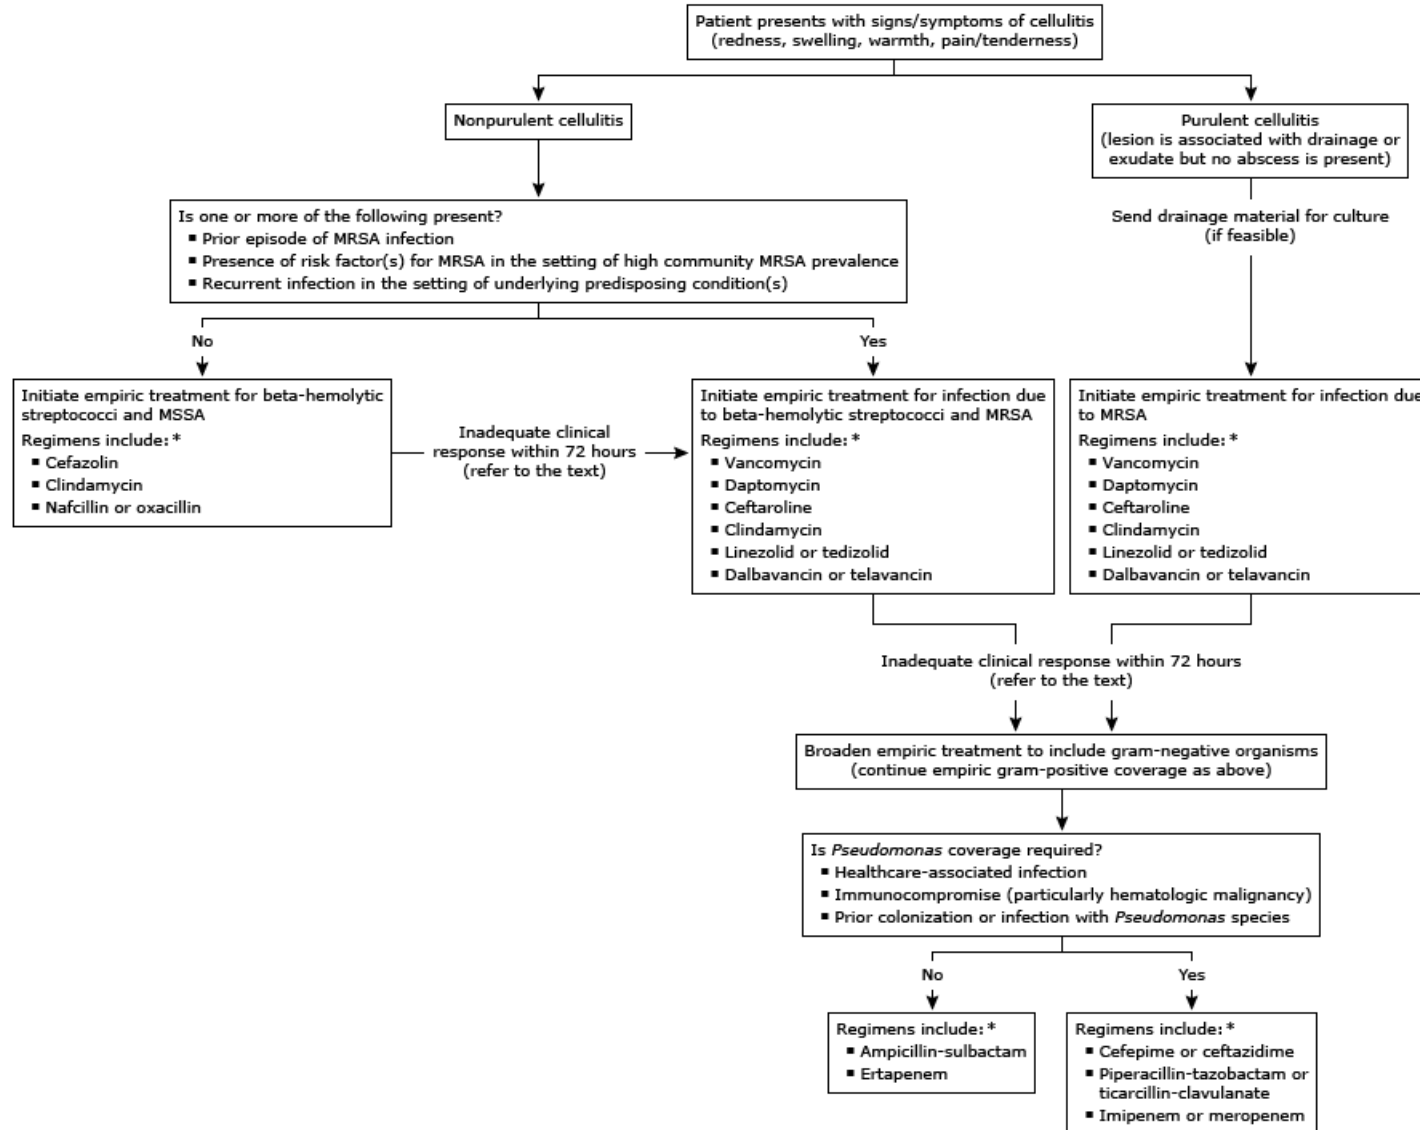 Patient presents with signs/symptoms of cellulitis
(redness, swelling, warmth, pain/tenderness)
Nonpurulent cellulitis
Purulent cellulitis
(lesion is associated with drainage or
exudate but no abscess is present)
Is one or more of the following present?
▪ Prior episode of MRSA infection
▪ Presence of risk factor(s) for MRSA in the setting of high community MRSA prevalence
▪ Recurrent infection in the setting of underlying predisposing condition(s)
Send drainage material for culture
(if feasible)
No
Yes
Initiate empiric treatment for beta-hemolytic
streptococci and MSSA
Regimens include: *
▪ Cefazolin
▪ Clindamycin
▪ Nafcillin or oxacillin
Inadequate clinical
response within 72 hours
(refer to the text)
Initiate empiric treatment for infection due
to beta-hemolytic streptococci and MRSA
Regimens include: *
▪ Vancomycin
▪ Daptomycin
▪ Ceftaroline
▪ Clindamycin
▪ Linezolid or tedizolid
▪ Dalbavancin or telavancin
Initiate empiric treatment for infection due
to MRSA
Regimens include: *
▪ Vancomycin
▪ Daptomycin
▪ Ceftaroline
▪ Clindamycin
▪ Linezolid or tedizolid
▪ Dalbavancin or telavancin
Inadequate clinical response within 72 hours
(refer to the text)
Broaden empiric treatment to include gram-negative organisms
(continue empiric gram-positive coverage as above)
Is Pseudomonas coverage required?
▪ Healthcare-associated infection
▪ Immunocompromise (particularly hematologic malignancy)
▪ Prior colonization or infection with Pseudomonas species
No
Yes
Regimens include: *
▪ Ampicillin-sulbactam
▪ Ertapenem
Regimens include: *
▪ Cefepime or ceftazidime
▪ Piperacillin-tazobactam or
ticarcillin-clavulanate
▪ Imipenem or meropenem